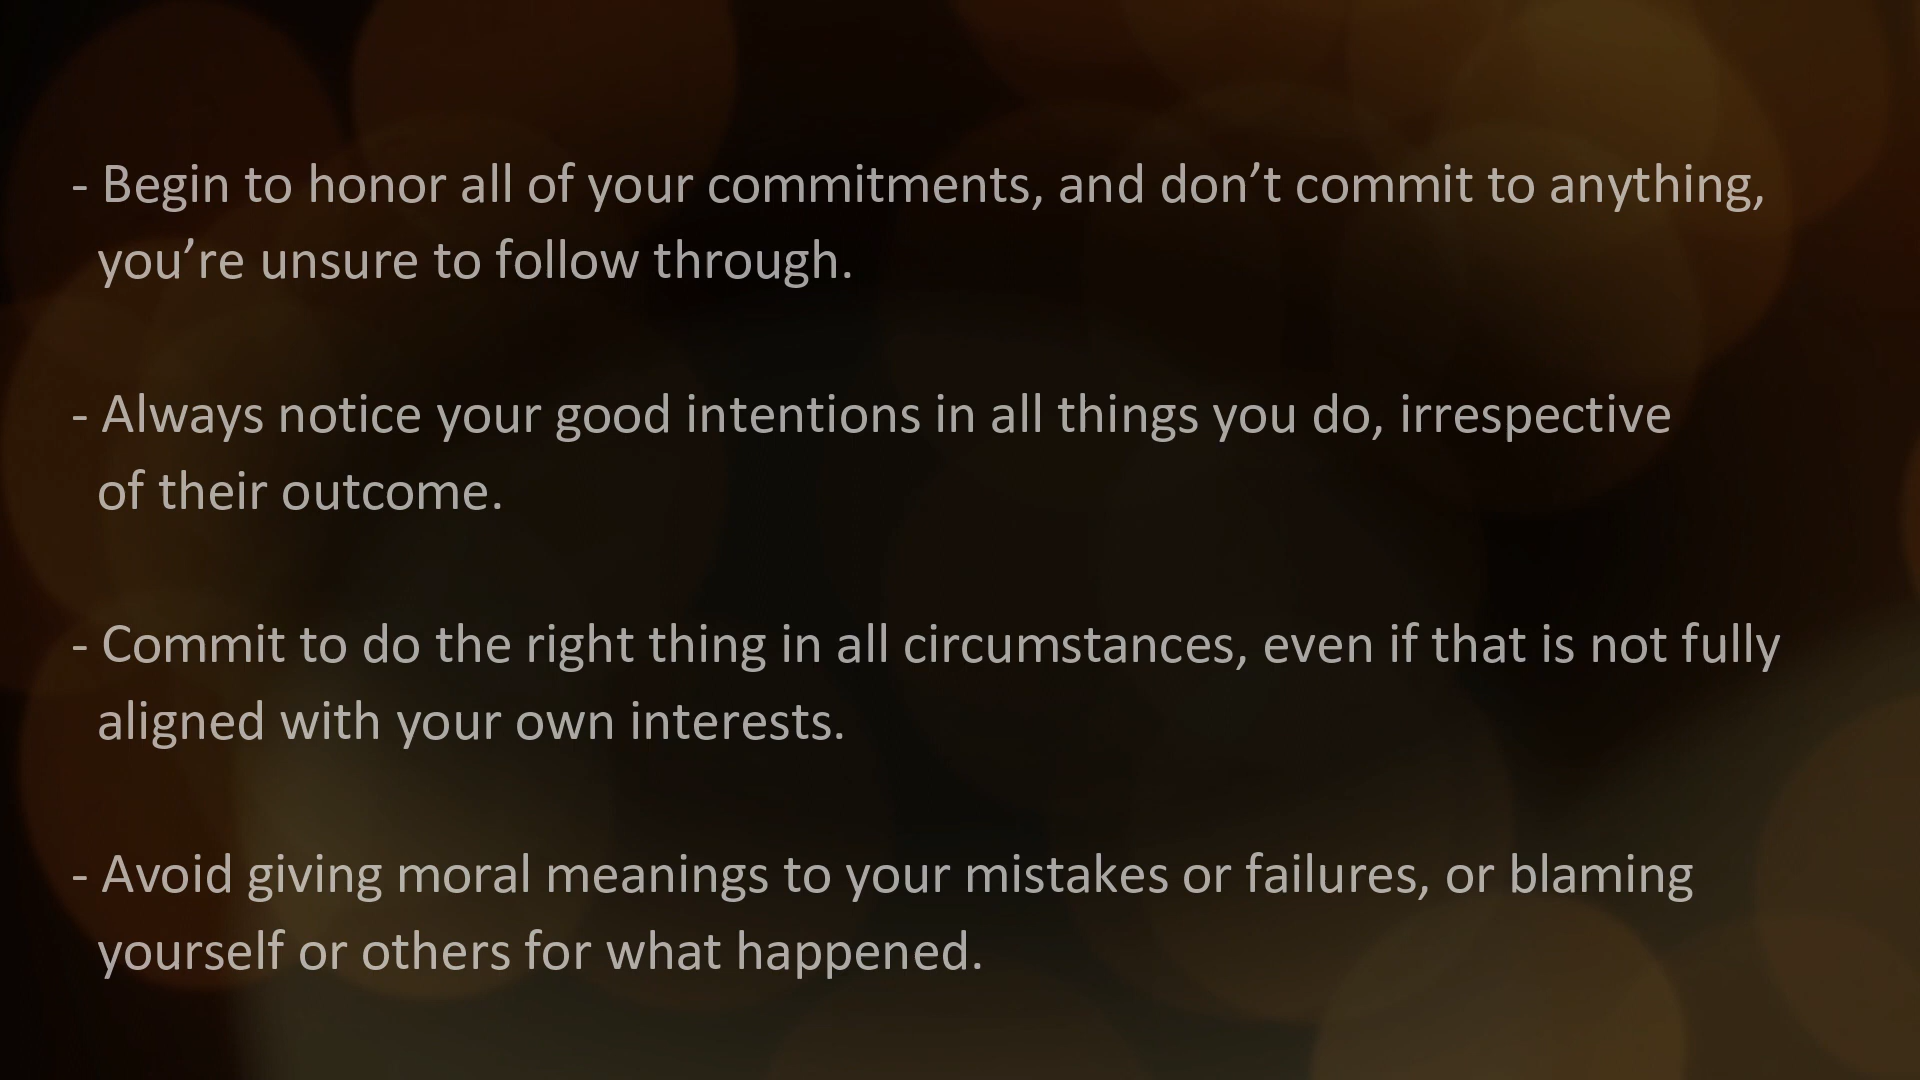 - Begin to honor all of your commitments, and don’t commit to anything,
you’re unsure to follow through.
- Always notice your good intentions in all things you do, irrespective
of their outcome.
- Commit to do the right thing in all circumstances, even if that is not fully
aligned with your own interests.
- Avoid giving moral meanings to your mistakes or failures, or blaming
yourself or others for what happened.